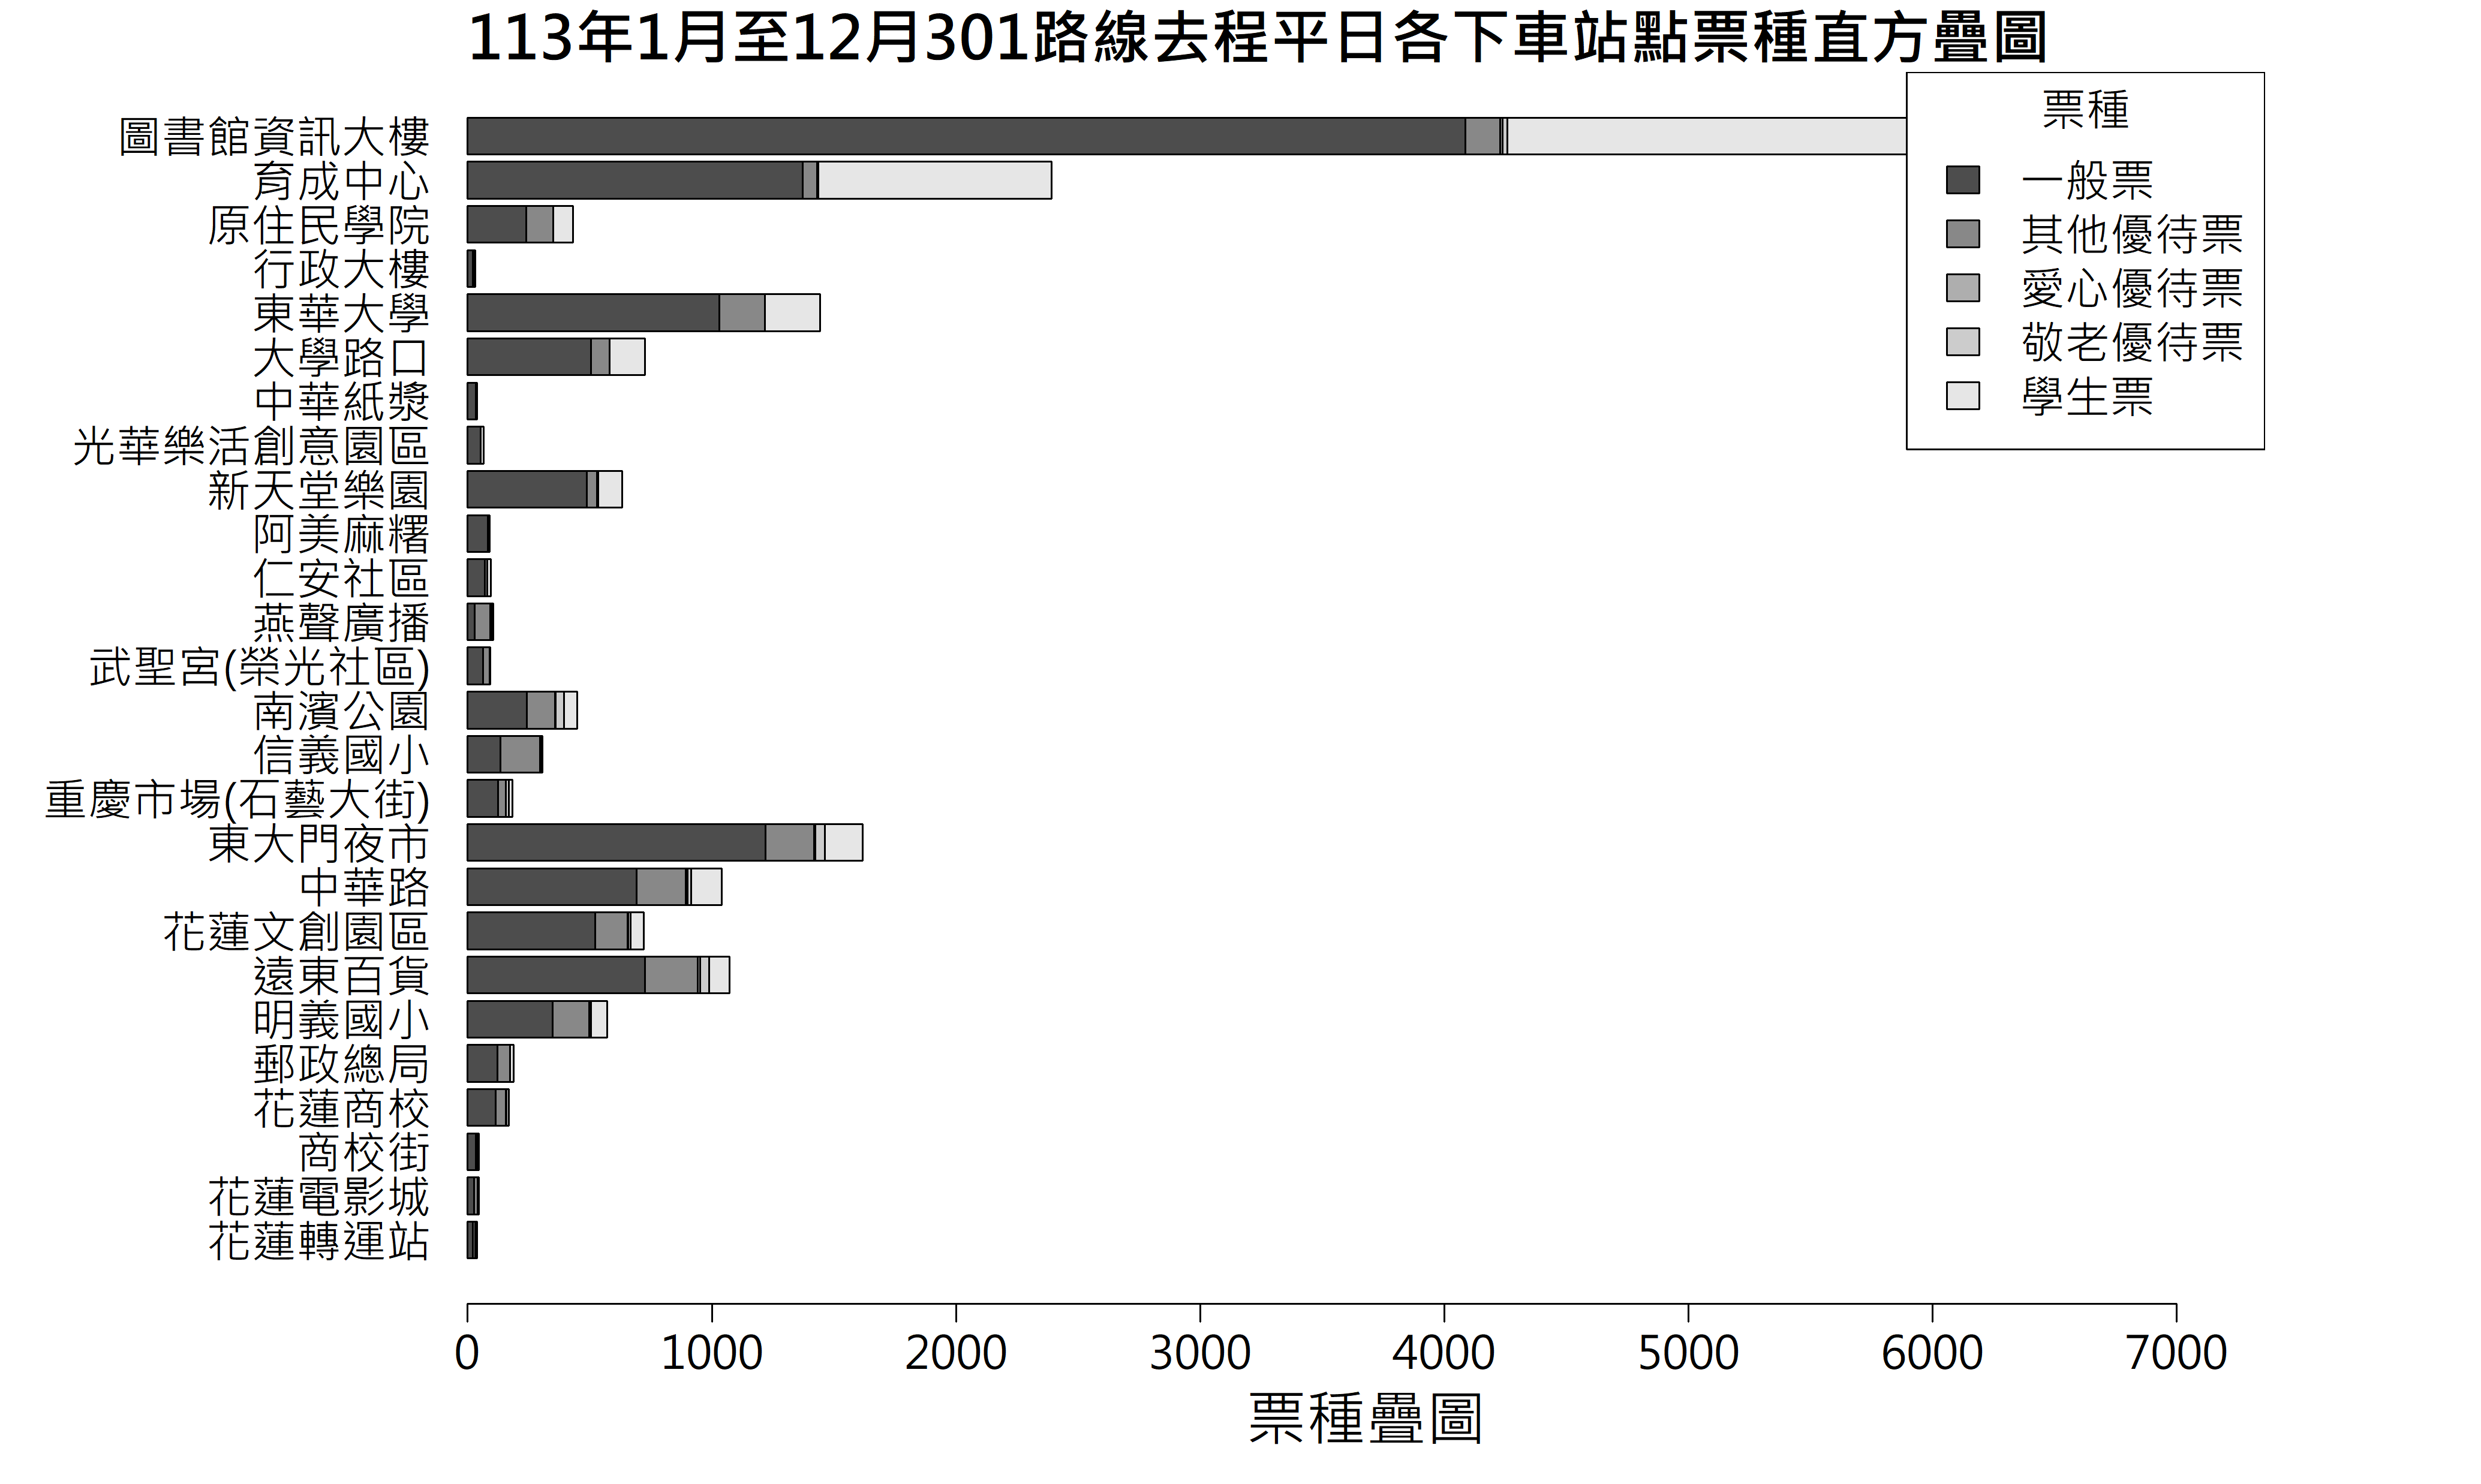 113年1月至12月301路線去程平日各下車站點票種直方疊圖
票種
一般票
其他優待票
愛心優待票
敬老優待票
學生票
圖書館資訊大樓
育成中心
原住民學院
行政大樓
東華大學
大學路口
中華紙漿
光華樂活創意園區
新天堂樂園
阿美麻糬
仁安社區
燕聲廣播
武聖宮(榮光社區)
南濱公園
信義國小
重慶市場(石藝大街)
東大門夜市
中華路
花蓮文創園區
遠東百貨
明義國小
郵政總局
花蓮商校
商校街
花蓮電影城
花蓮轉運站
0 1000 2000 3000 4000 5000 6000 7000
票種疊圖